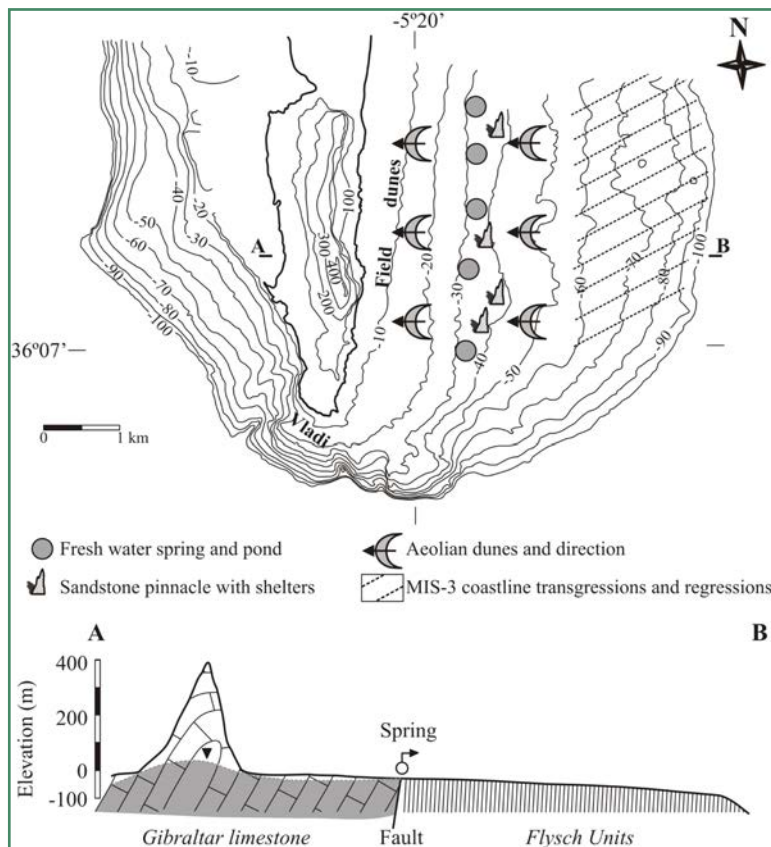 -5º20'
N
-10
-20
-40
-30
-50
-60
-70
-80
-90
-100
100
300
300
200
A
Field dunes
-10
-20
-30
-40
-50
-60
-70
-80
-90
-100
B
36º07'
0 1 km
Vladi
Fresh water spring and pond
Aeolian dunes and direction
Sandstone pinnacle with shelters
MIS-3 coastline transgressions and regressions
A
B
Elevation (m)
400
200
0
-100
Spring
Gibraltar limestone
Fault
Flysch Units